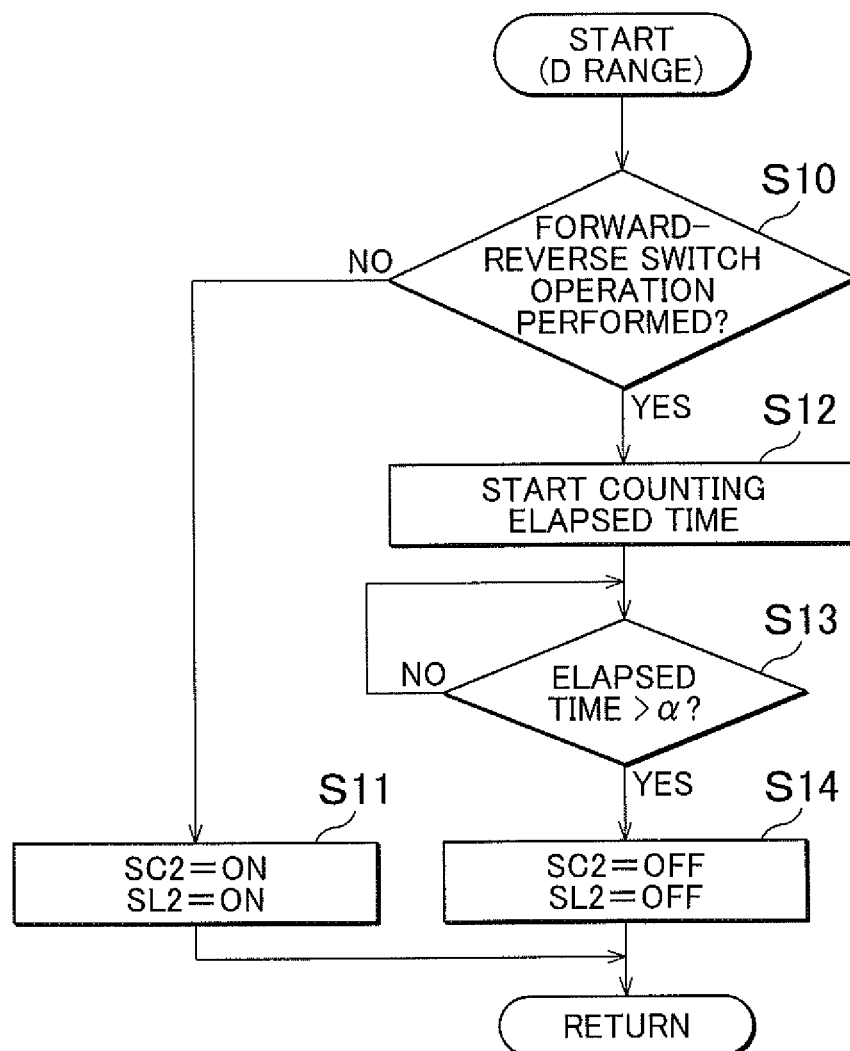 START
(D RANGE)
S10
FORWARD-
REVERSE SWITCH
OPERATION
PERFORMED?
NO
YES
S12
START COUNTING
ELAPSED TIME
S13
NO
ELAPSED
TIME > α?
YES
S11
SC2=ON
SL2=ON
S14
SC2=OFF
SL2=OFF
RETURN